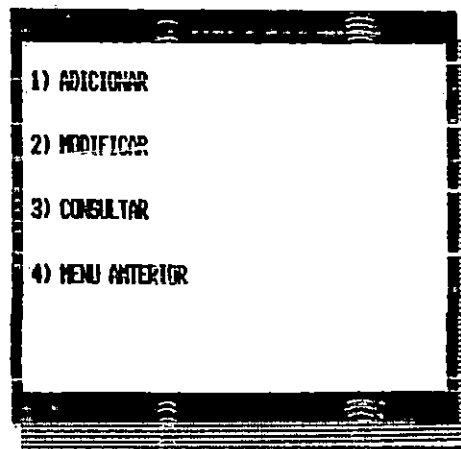 1) ADICIONAR
2) MODIFICAR
3) CONSULTAR
4) MENU ANTERIOR